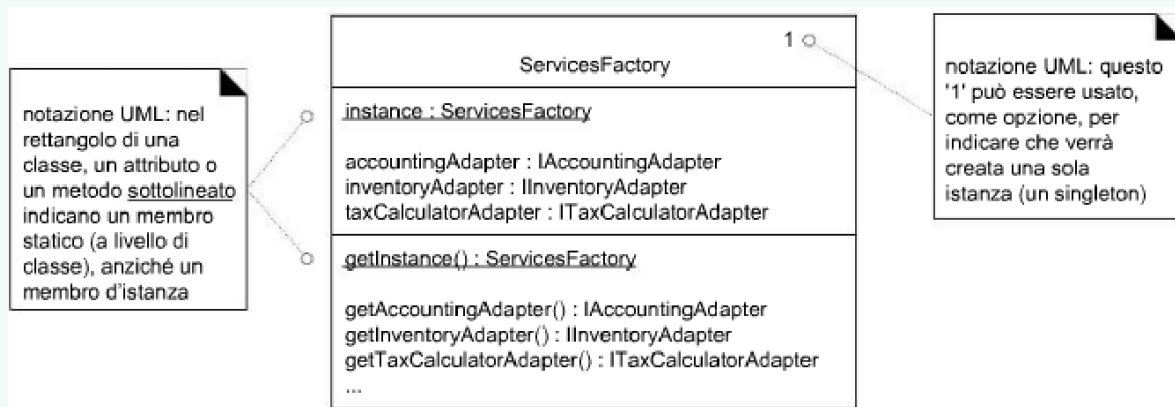 notazione UML: nel
rettangolo di una
classe, un attributo o
un metodo sottolineato
indicano un membro
statico (a livello di
classe), anziché un
membro d'istanza
1
ServicesFactory
instance : ServicesFactory
accountingAdapter : IAccountingAdapter
inventoryAdapter : IInventoryAdapter
taxCalculatorAdapter : ITaxCalculatorAdapter
getInstance() : ServicesFactory
getAccountingAdapter() : IAccountingAdapter
getInventoryAdapter() : IInventoryAdapter
getTaxCalculatorAdapter() : ITaxCalculatorAdapter
...
notazione UML: questo
'1' può essere usato,
come opzione, per
indicare che verrà
creata una sola
istanza (un singleton)